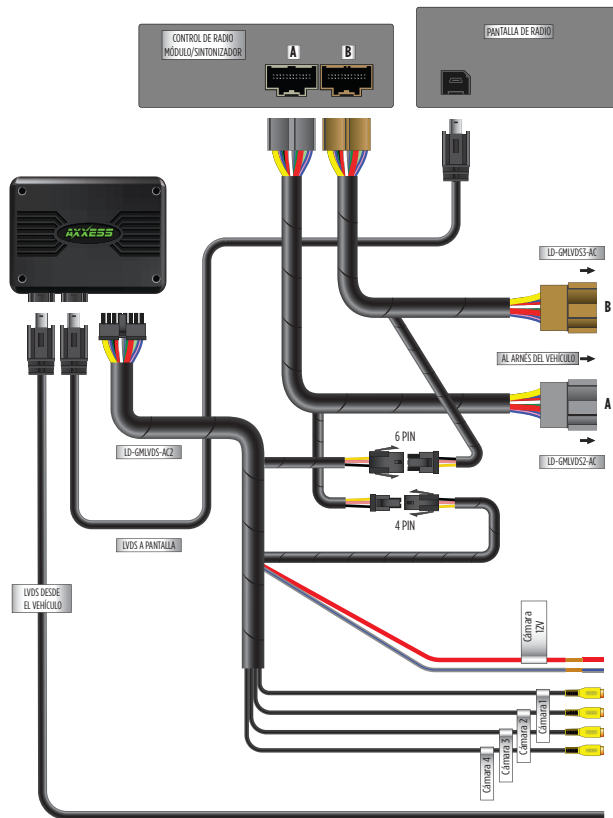 CONTROL DE RADIO
MÓDULO/SINTONIZADOR
A
B
PANTALLA DE RADIO
AXXESS
LD-GMLVDS3-AC
B
AL ARNÉS DEL VEHÍCULO
A
LD-GMLVDS2-AC
6 PIN
LD-GMLVDS-AC2
4 PIN
LVDS A PANTALLA
LVDS DESDE
EL VEHÍCULO
Cámara
12V
Cámara 1
Cámara 2
Cámara 3
Cámara 4